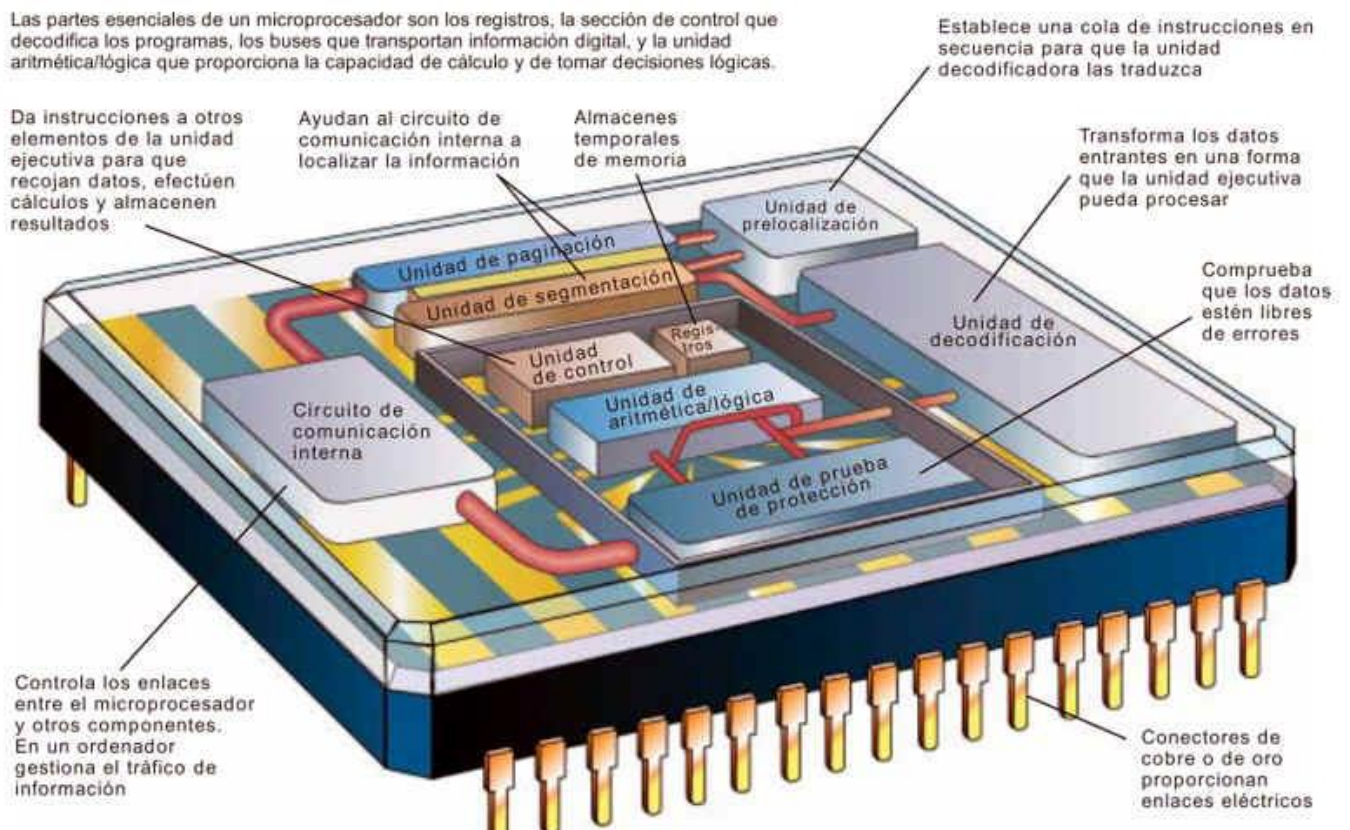 Las partes esenciales de un microprocesador son los registros, la sección de control que
decodifica los programas, los buses que transportan información digital, y la unidad
aritmética/lógica que proporciona la capacidad de cálculo y de tomar decisiones lógicas.
Establece una cola de instrucciones en
secuencia para que la unidad
decodificadora las traduzca
Da instrucciones a otros
elementos de la unidad
ejecutiva para que
recojan datos, efectúen
cálculos y almacenen
resultados
Ayudan al circuito de
comunicación interna a
localizar la información
Almacenes
temporales
de memoria
Transforma los datos
entrantes en una forma
que la unidad ejecutiva
pueda procesar
Comprueba
que los datos
estén libres
de errores
Unidad de
prelocalización
Unidad de paginación
Unidad de segmentación
Regis-
tros
Unidad de
decodificación
Unidad
de control
Unidad de
aritmética/lógica
Circuito de
comunicación
interna
Unidad de prueba
de protección
Controla los enlaces
entre el microprocesador
y otros componentes.
En un ordenador
gestiona el tráfico de
información
Conectores de
cobre o de oro
proporcionan
enlaces eléctricos